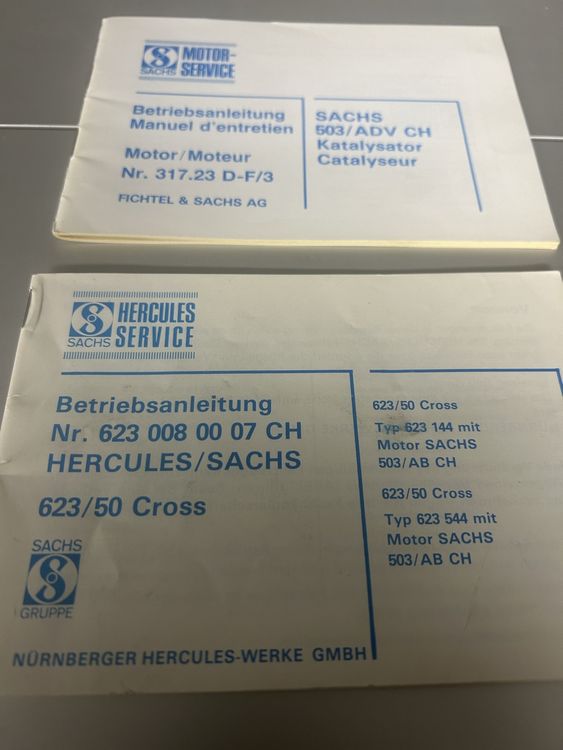 SACHS
MOTOR-
SERVICE
Betriebsanleitung
Manuel d'entretien
Motor/Moteur
Nr. 317.23 D-F/3
FICHTEL & SACHS AG
SACHS
503/ADV CH
Katalysator
Catalyseur
SACHS
HERCULES
SERVICE
Betriebsanleitung
Nr. 623 008 00 07 CH
HERCULES/SACHS
623/50 Cross
SACHS
GRUPPE
NÜRNBERGER HERCULES-WERKE GMBH
623/50 Cross
Typ 623 144 mit
Motor SACHS
503/AB CH
623/50 Cross
Typ 623 544 mit
Motor SACHS
503/AB CH